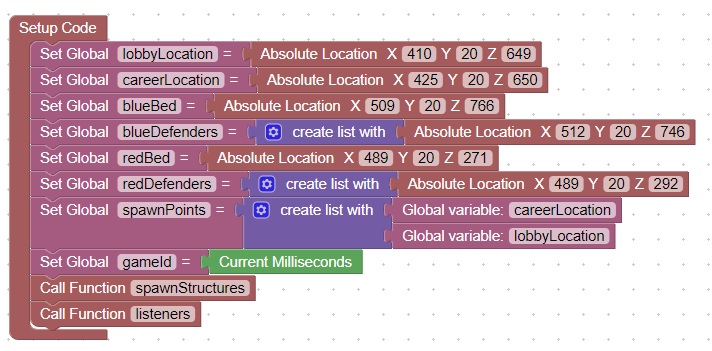 Setup Code
Set Global lobbyLocation = Absolute Location X 410 Y 20 Z 649
Set Global careerLocation = Absolute Location X 425 Y 20 Z 650
Set Global blueBed = Absolute Location X 509 Y 20 Z 766
Set Global blueDefenders = create list with Absolute Location X 512 Y 20 Z 746
Set Global redBed = Absolute Location X 489 Y 20 Z 271
Set Global redDefenders = create list with Absolute Location X 489 Y 20 Z 292
Set Global spawnPoints = create list with Global variable: careerLocation
Global variable: lobbyLocation
Set Global gameId = Current Milliseconds
Call Function spawnStructures
Call Function listeners